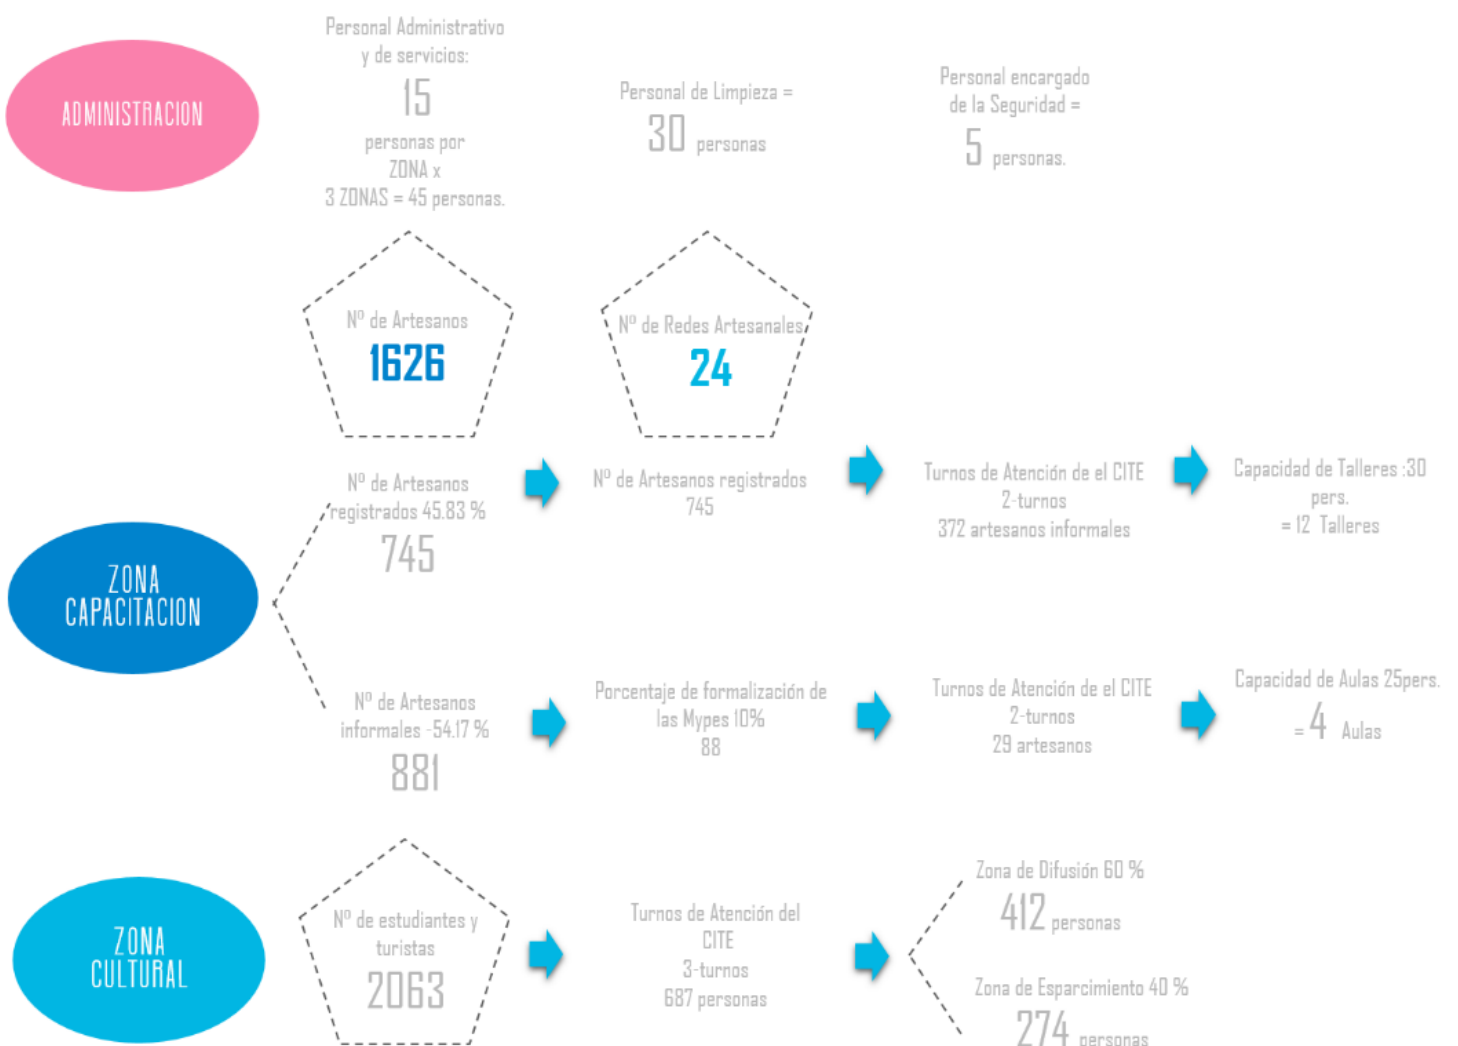 ADMINISTRACION
Personal Administrativo
y de servicios:
15
personas por
ZONA x
3 ZONAS = 45 personas.
Personal de Limpieza =
30 personas
Personal encargado
de la Seguridad =
5 personas.
Nº de Artesanos
1626
Nº de Redes Artesanales
24
ZONA
CAPACITACION
Nº de Artesanos
registrados 45.83 %
745
Nº de Artesanos registrados
745
Turnos de Atención de el CITE
2-turnos
372 artesanos informales
Capacidad de Talleres :30
pers.
= 12 Talleres
Nº de Artesanos
informales -54.17 %
881
Porcentaje de formalización de
las Mypes 10%
88
Turnos de Atención de el CITE
2-turnos
29 artesanos
Capacidad de Aulas 25pers.
= 4 Aulas
ZONA
CULTURAL
Nº de estudiantes y
turistas
2063
Turnos de Atención del
CITE
3-turnos
687 personas
Zona de Difusión 60 %
412 personas
Zona de Esparcimiento 40 %
274 personas